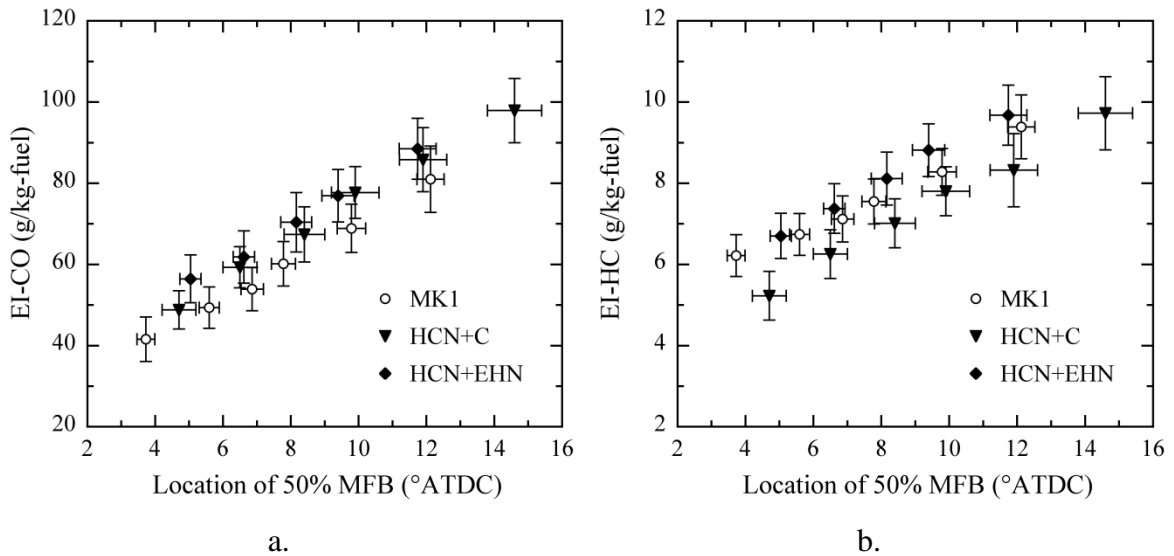 120
100
80
60
40
20
EI-CO (g/kg-fuel)
MK1
HCN+C
HCN+EHN
2 4 6 8 10 12 14 16
Location of 50% MFB (°ATDC)
a.
12
10
8
6
4
2
EI-HC (g/kg-fuel)
MK1
HCN+C
HCN+EHN
2 4 6 8 10 12 14 16
Location of 50% MFB (°ATDC)
b.